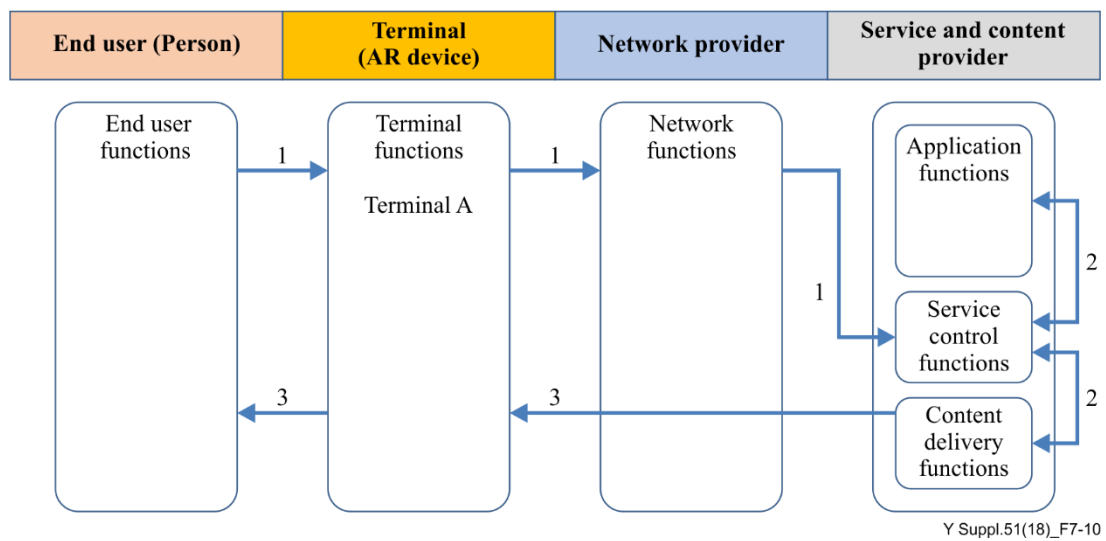 End user (Person)
Terminal
(AR device)
Network provider
Service and content
provider
End user
functions
1
Terminal
functions
Terminal A
1
Network
functions
Application
functions
2
1
Service
control
functions
3
3
2
Content
delivery
functions
Y Suppl.51(18)_F7-10